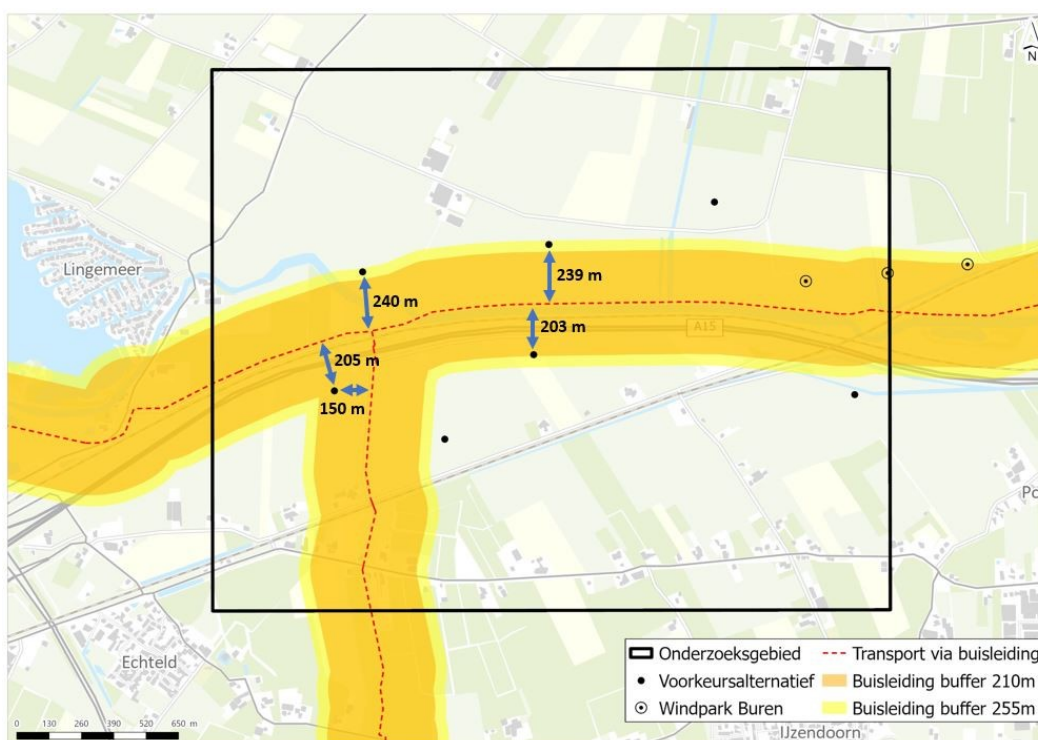 N
Lingemeer
239 m
240 m
203 m
A15
205 m
150 m
Po
Echteld
Onderzoeksgebied
Transport via buisleiding
Voorkeursalternatief
Buisleiding buffer 210m
Windpark Buren
Buisleiding buffer 255m
0 130 260 390 520 650 m
IJzendoorn